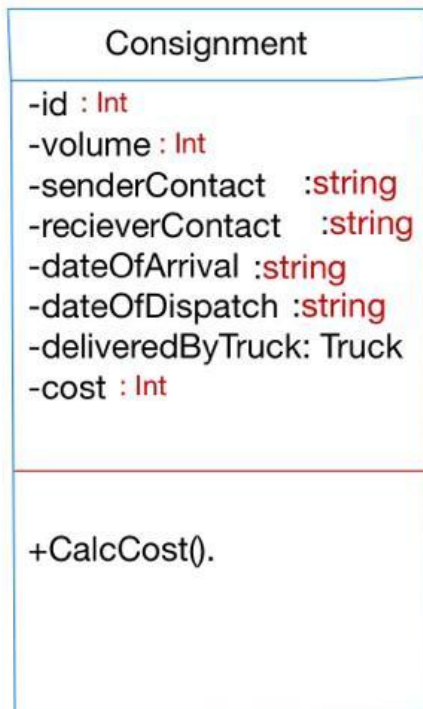 Consignment
-id : Int
-volume : Int
-senderContact :string
-recieverContact :string
-dateOfArrival :string
-dateOfDispatch :string
-deliveredByTruck: Truck
-cost : Int
+CalcCost().